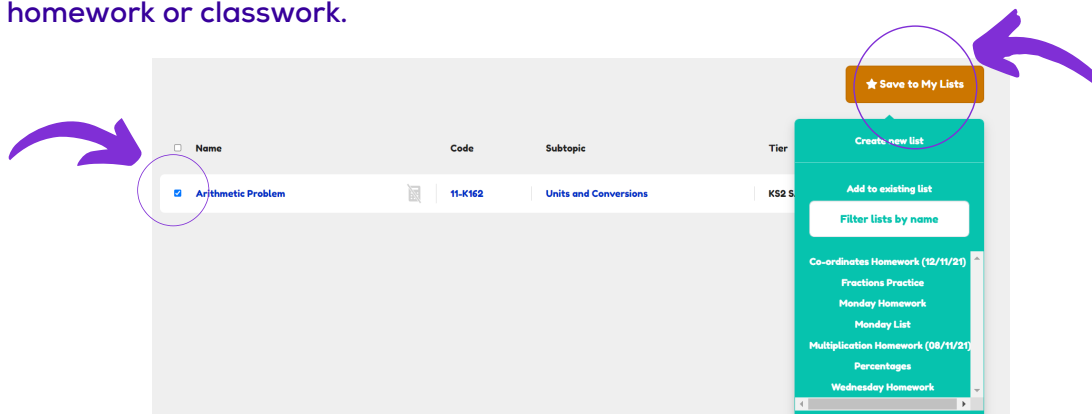 homework or classwork.
Save to My Lists
Name Code Subtopic Tier
Arithmetic Problem 11-K162 Units and Conversions KS2
Create new list
Add to existing list
Filter lists by name
Co-ordinates Homework (12/11/21)
Fractions Practice
Monday Homework
Monday List
Multiplication Homework (08/11/21)
Percentages
Wednesday Homework